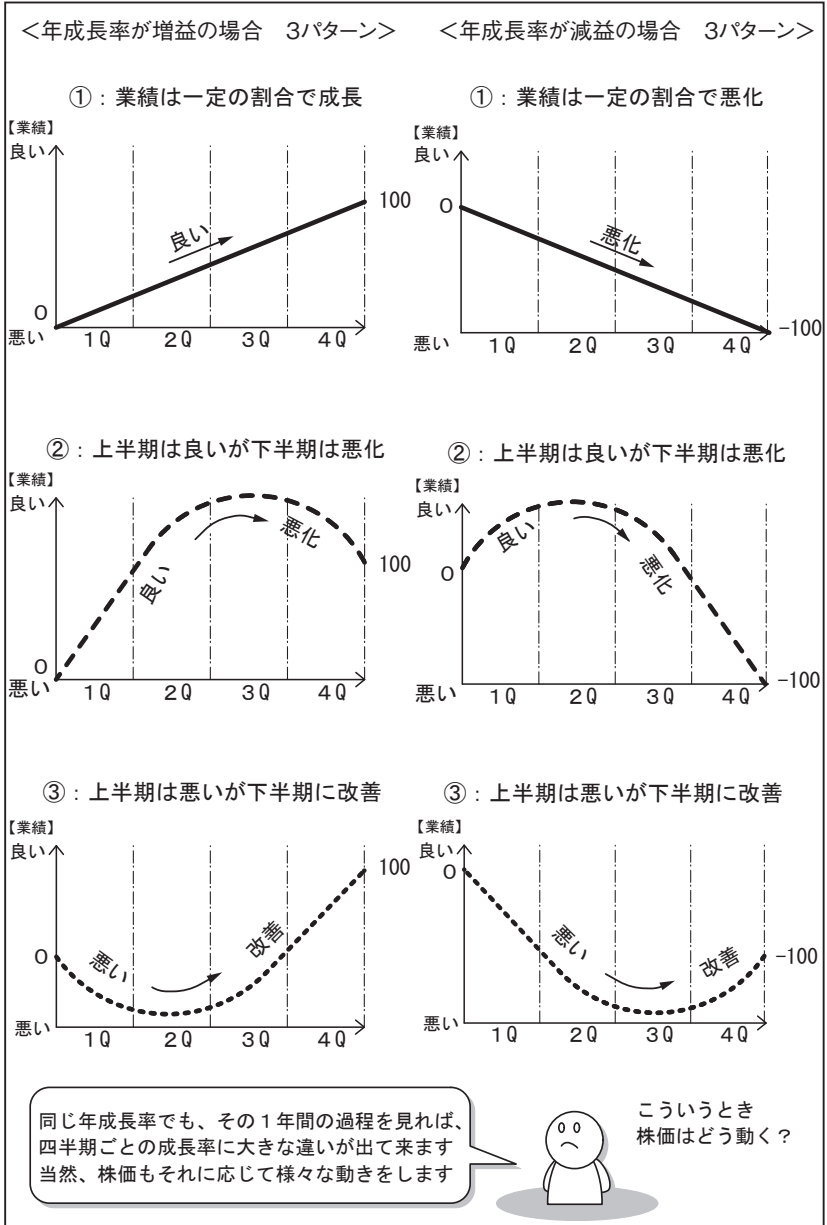 ＜年成長率が増益の場合　3パターン＞
＜年成長率が減益の場合　3パターン＞
①：業績は一定の割合で成長
【業績】
良い
100
良い
0
悪い
1Q 2Q 3Q 4Q
①：業績は一定の割合で悪化
【業績】
良い
0
悪化
悪い
1Q 2Q 3Q 4Q
-100
②：上半期は良いが下半期は悪化
【業績】
良い
悪化
良い
100
0
悪い
1Q 2Q 3Q 4Q
②：上半期は良いが下半期は悪化
【業績】
良い
良い
0
悪化
悪い
1Q 2Q 3Q 4Q
-100
③：上半期は悪いが下半期に改善
【業績】
良い
100
0
悪い
改善
悪い
1Q 2Q 3Q 4Q
③：上半期は悪いが下半期に改善
【業績】
良い
0
悪い
改善
-100
悪い
1Q 2Q 3Q 4Q
同じ年成長率でも、その１年間の過程を見れば、
四半期ごとの成長率に大きな違いが出て来ます
当然、株価もそれに応じて様々な動きをします
こういうとき
株価はどう動く？